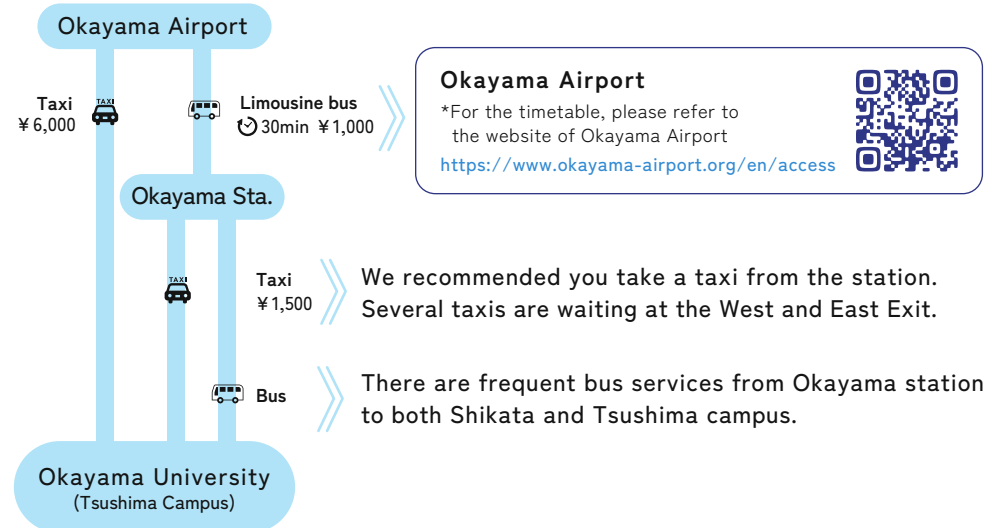 Okayama Airport
TAXI
Taxi
¥6,000
Limousine bus
30min ¥1,000
Okayama Airport
*For the timetable, please refer to
the website of Okayama Airport
https://www.okayama-airport.org/en/access
Okayama Sta.
TAXI
Taxi
¥1,500
We recommended you take a taxi from the station.
Several taxis are waiting at the West and East Exit.
Bus
There are frequent bus services from Okayama station
to both Shikata and Tsushima campus.
Okayama University
(Tsushima Campus)